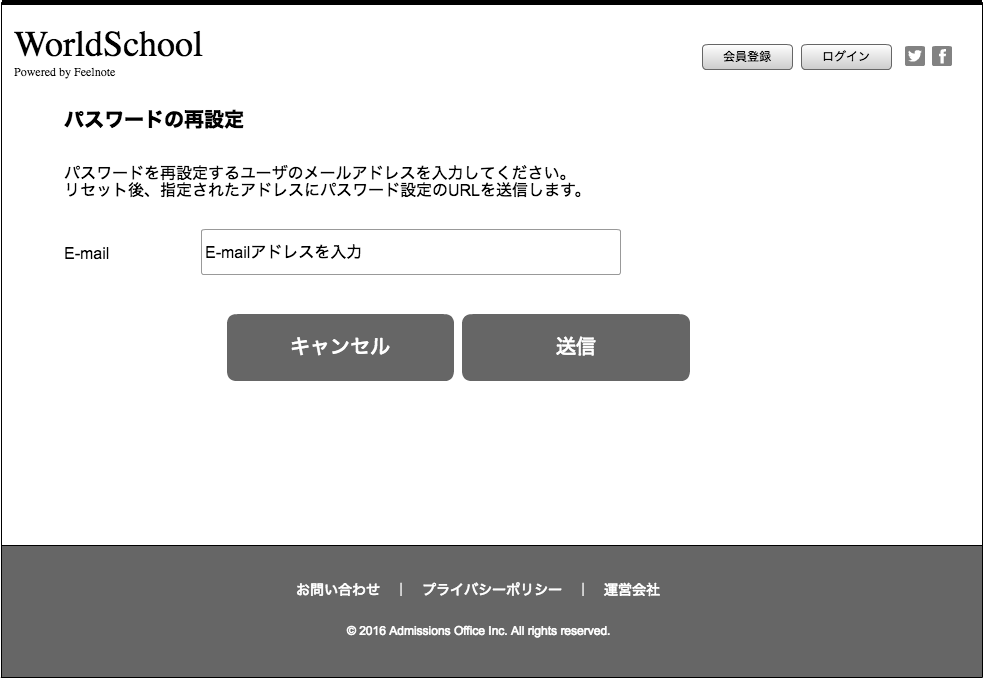 WorldSchool
Powered by Feelnote
会員登録
ログイン
パスワードの再設定
パスワードを再設定するユーザのメールアドレスを入力してください。
リセット後、指定されたアドレスにパスワード設定のURLを送信します。
E-mail
E-mailアドレスを入力
キャンセル
送信
お問い合わせ | プライバシーポリシー | 運営会社
© 2016 Admissions Office Inc. All rights reserved.